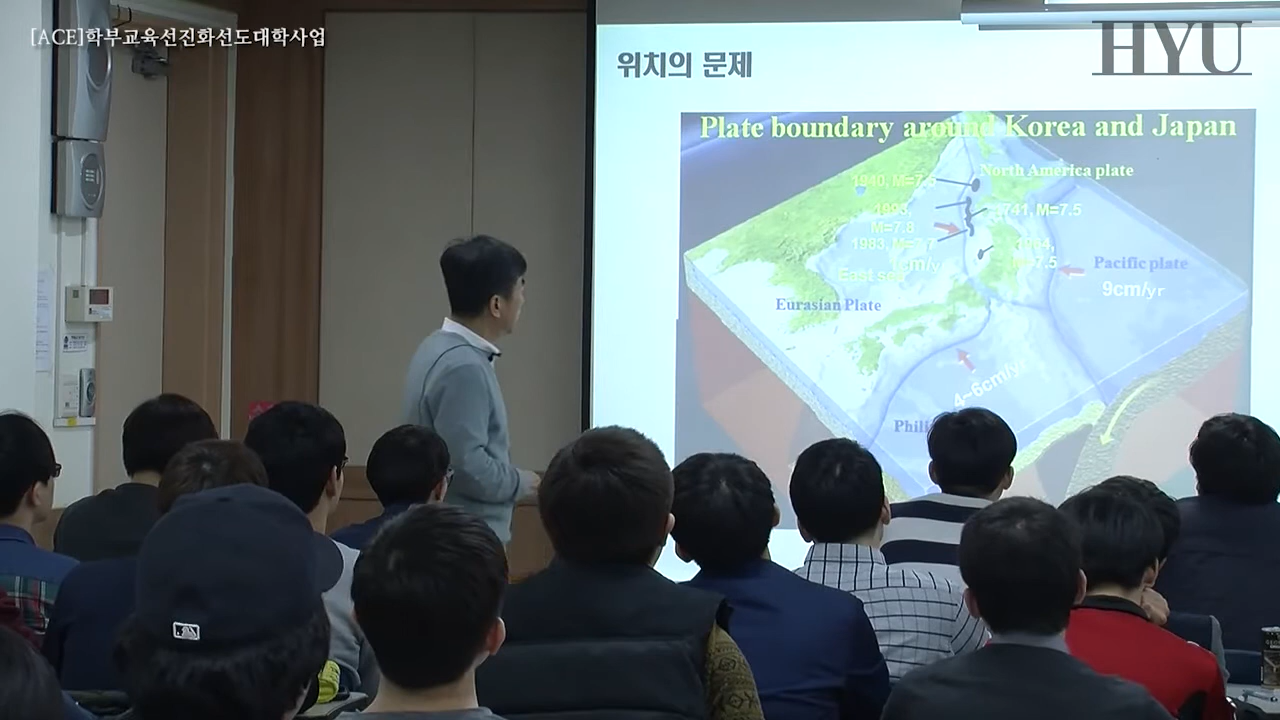 [ACE]학부교육선진화선도대학사업
HYU
위치의 문제
Plate boundary around Korea and Japan
North America plate
1940, M=7.5
1741, M=7.5
M=7.8
1983, M=7.7
East sea
Pacific plate
9cm/yr
Eurasian Plate
4~6cm/yr